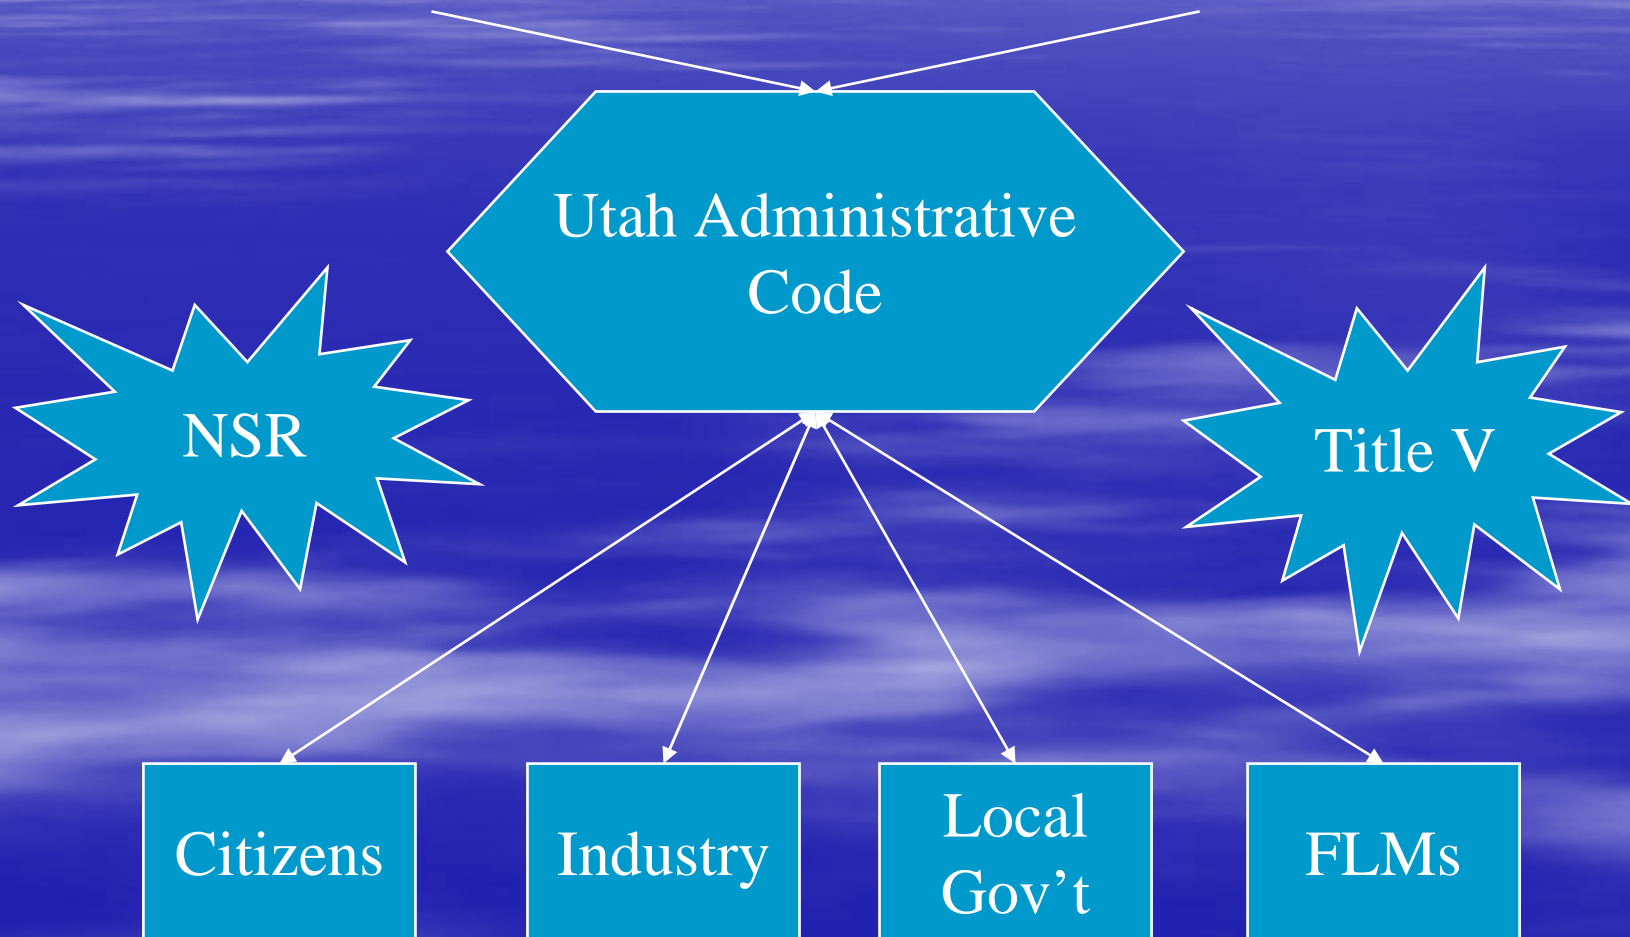 Utah Administrative
Code
NSR
Title V
Citizens
Industry
Local
Gov’t
FLMs